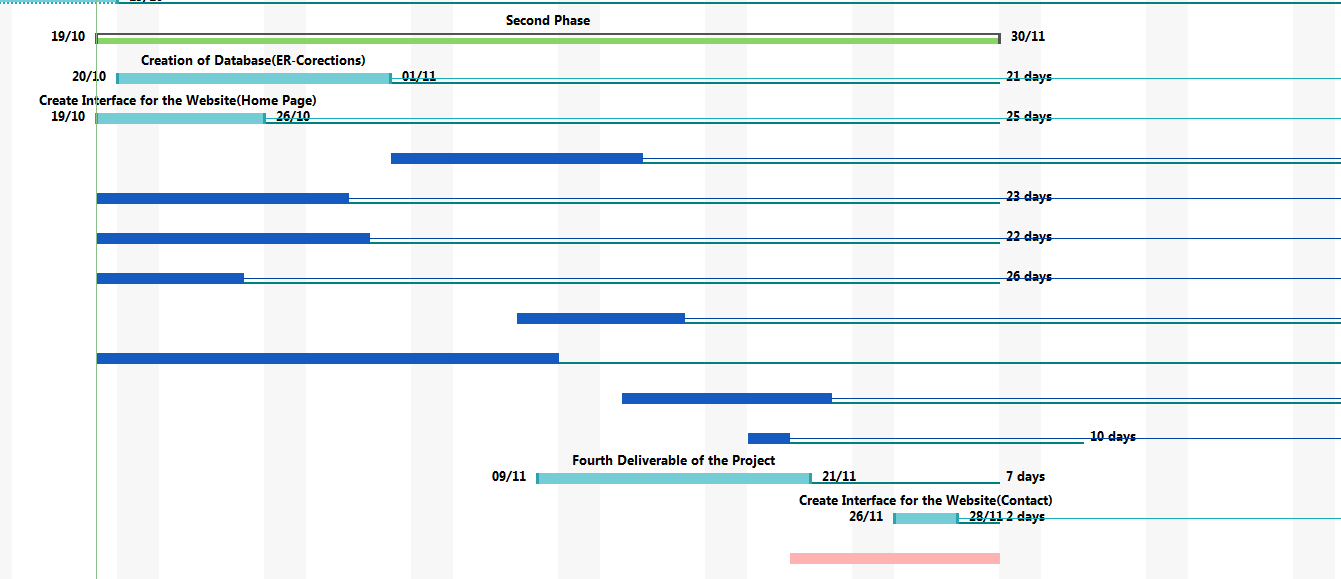 Second Phase
19/10 30/11
Creation of Database(ER-Corections)
20/10 01/11 21 days
Create Interface for the Website(Home Page)
19/10 26/10 25 days
23 days
22 days
26 days
10 days
Fourth Deliverable of the Project
09/11 21/11 7 days
Create Interface for the Website(Contact)
26/11 28/11 2 days